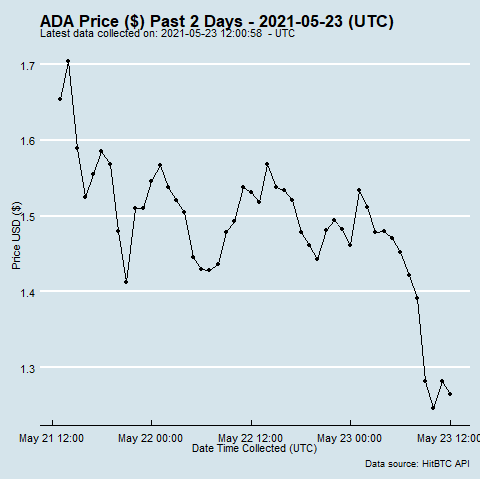 ADA Price ($) Past 2 Days - 2021-05-23 (UTC)
Latest data collected on: 2021-05-23 12:00:58 - UTC
1.7
1.6
1.5
1.4
1.3
Price USD ($)
May 21 12:00 May 22 00:00 May 22 12:00 May 23 00:00 May 23 12:00
Date Time Collected (UTC)
Data source: HitBTC API